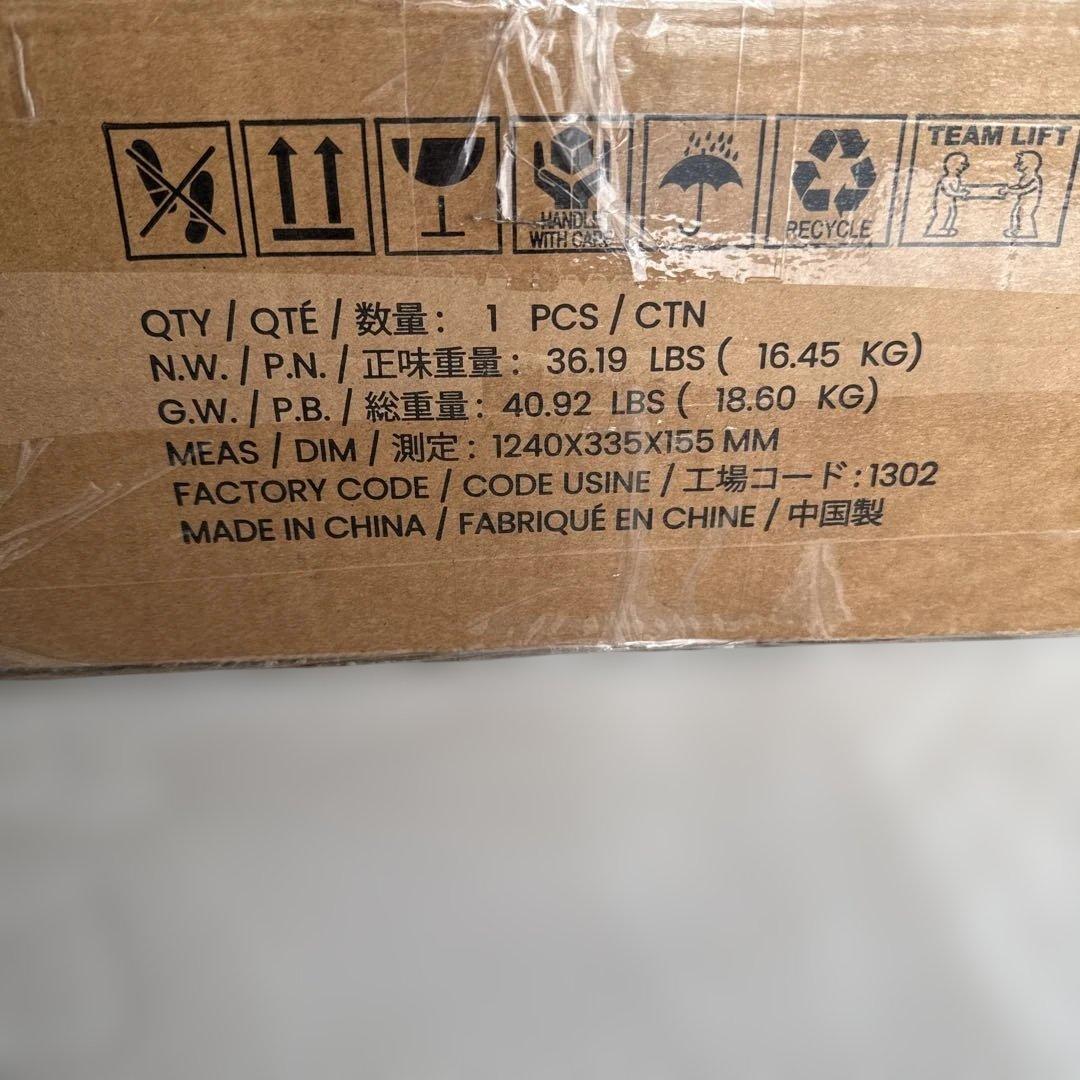 TEAM LIFT
HANDLE
WITH CARE
RECYCLE
QTY / QTÉ / 数量: 1 PCS / CTN
N.W. / P.N. / 正味重量: 36.19 LBS ( 16.45 KG)
G.W. / P.B. / 総重量: 40.92 LBS ( 18.60 KG)
MEAS / DIM / 測定: 1240X335X155 MM
FACTORY CODE / CODE USINE / 工場コード:1302
MADE IN CHINA / FABRIQUÉ EN CHINE / 中国製